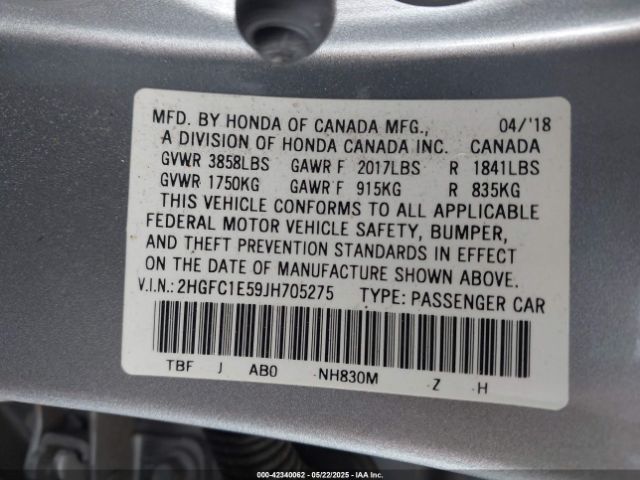 MFD. BY HONDA OF CANADA MFG., 04/'18
A DIVISION OF HONDA CANADA INC. CANADA
GVWR 3858LBS GAWR F 2017LBS R 1841LBS
GVWR 1750KG GAWR F 915KG R 835KG
THIS VEHICLE CONFORMS TO ALL APPLICABLE
FEDERAL MOTOR VEHICLE SAFETY, BUMPER,
AND THEFT PREVENTION STANDARDS IN EFFECT
ON THE DATE OF MANUFACTURE SHOWN ABOVE.
V.I.N.: 2HGFC1E59JH705275 TYPE: PASSENGER CAR
TBF J AB0 NH830M Z H
000-42340062 - 05/22/2025 - IAA Inc.